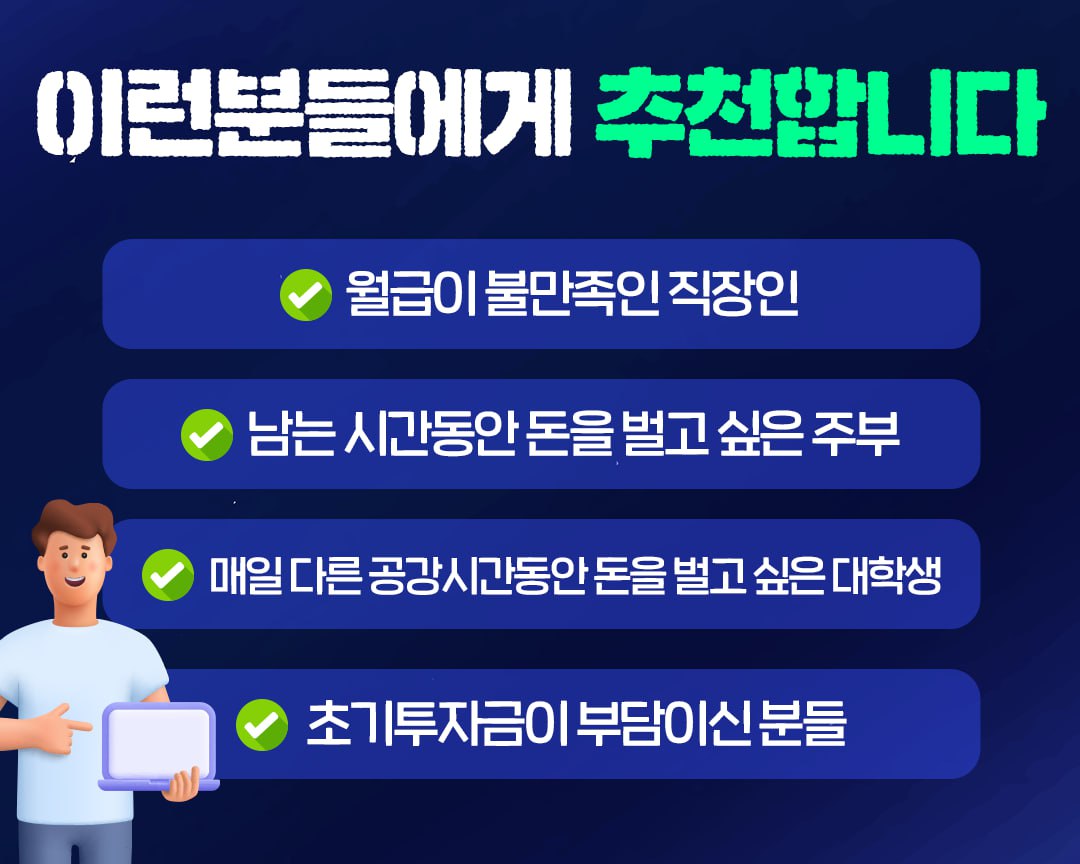 이런분들에게 추천합니다
월급이 불만족인 직장인
남는 시간동안 돈을 벌고 싶은 주부
매일 다른 공강시간동안 돈을 벌고 싶은 대학생
초기투자금이 부담이신 분들